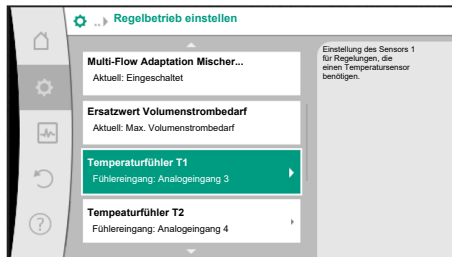 ..▸ Regelbetrieb einstellen
Multi-Flow Adaptation Mischer...
Aktuell: Eingeschaltet
Ersatzwert Volumenstrombedarf
Aktuell: Max. Volumenstrombedarf
Temperaturfühler T1
Fühlereingang: Analogeingang 3
Tempeaturfühler T2
Fühlereingang: Analogeingang 4
Einstellung des Sensors 1
für Regelungen, die
einen Temperatursensor
benötigen.